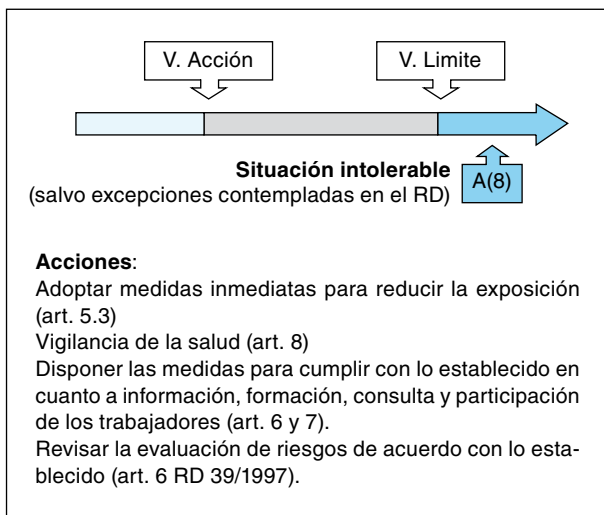 V. Acción
V. Limite
Situación intolerable
(salvo excepciones contempladas en el RD)
A(8)
Acciones:
Adoptar medidas inmediatas para reducir la exposición
(art. 5.3)
Vigilancia de la salud (art. 8)
Disponer las medidas para cumplir con lo establecido en
cuanto a información, formación, consulta y participación
de los trabajadores (art. 6 y 7).
Revisar la evaluación de riesgos de acuerdo con lo esta-
blecido (art. 6 RD 39/1997).